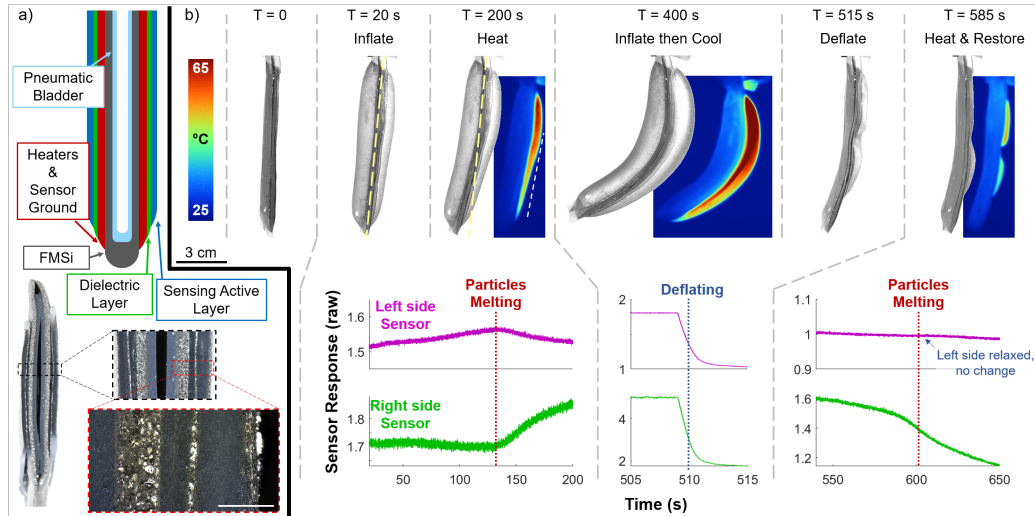 a)
Pneumatic
Bladder
Heaters
&
Sensor
Ground
FMSi
Dielectric
Layer
Sensing Active
Layer
b)
65
°C
25
3 cm
T = 0
T = 20 s
Inflate
T = 200 s
Heat
T = 400 s
Inflate then Cool
T = 515 s
Deflate
T = 585 s
Heat & Restore
Sensor Response (raw)
Particles
Melting
Left side
Sensor
1.6
1.5
Right side
Sensor
1.8
1.7
50
100
150
200
Deflating
2
1
4
2
505
510
515
Particles
Melting
1.1
1
0.9
Left side relaxed,
no change
1.6
1.4
1.2
550
600
650
Time (s)